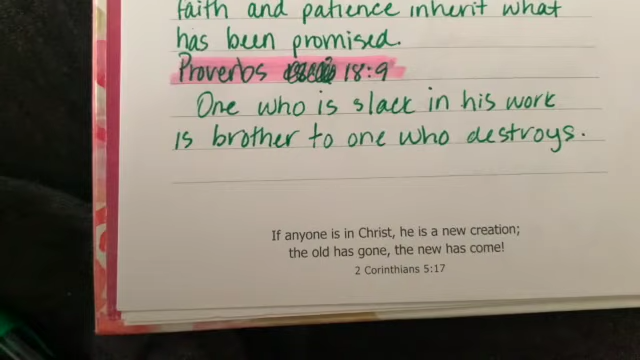 faith and patience inherit what
has been promised.
Proverbs 18:9
One who is slack in his work
is brother to one who destroys.
If anyone is in Christ, he is a new creation;
the old has gone, the new has come!
2 Corinthians 5:17